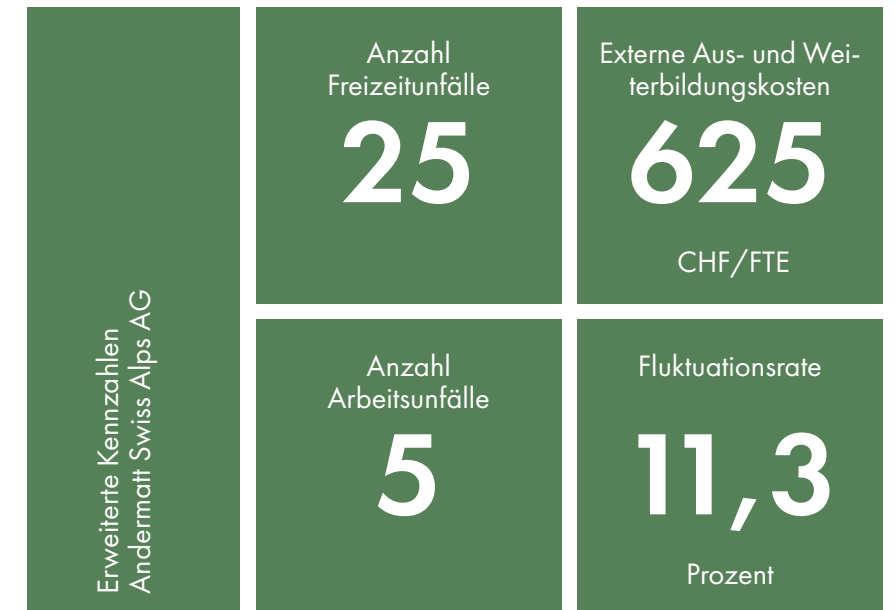 Erweiterte Kennzahlen
Andermatt Swiss Alps AG
Anzahl
Freizeitunfälle
25
Externe Aus- und Wei-
terbildungskosten
625
CHF/FTE
Anzahl
Arbeitsunfälle
5
Fluktuationsrate
11,3
Prozent